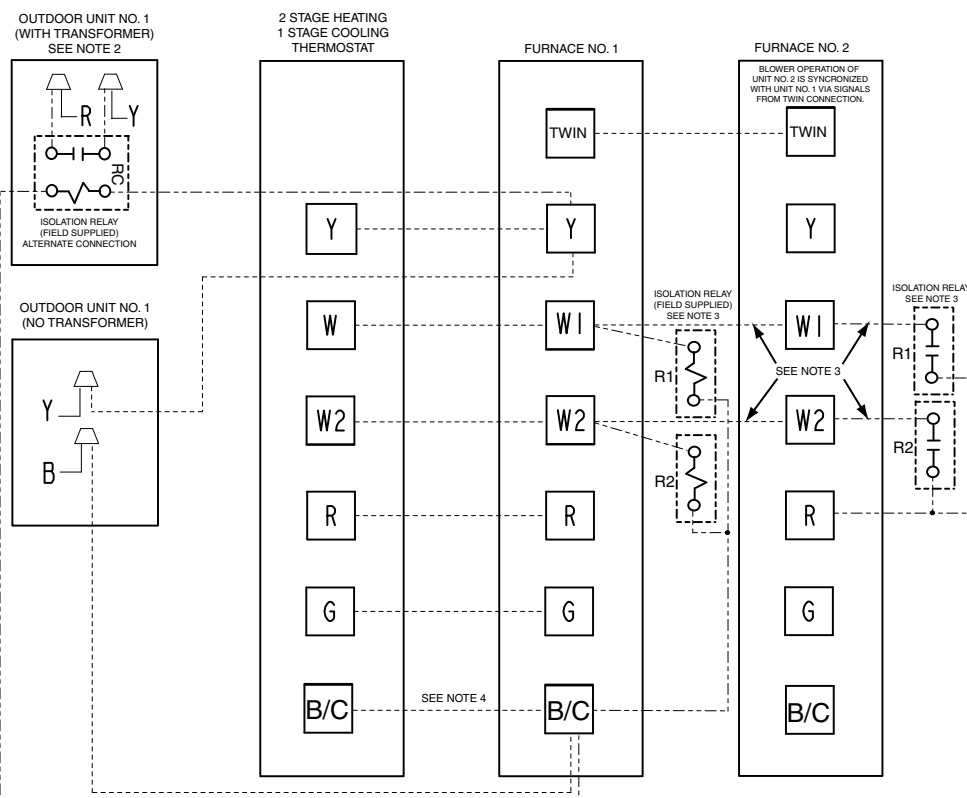 OUTDOOR UNIT NO. 1
(WITH TRANSFORMER)
SEE NOTE 2
R
Y
RC
ISOLATION RELAY
(FIELD SUPPLIED)
ALTERNATE CONNECTION
OUTDOOR UNIT NO. 1
(NO TRANSFORMER)
Y
B
2 STAGE HEATING
1 STAGE COOLING
THERMOSTAT
Y
W
W2
R
G
B/C
SEE NOTE 4
FURNACE NO. 1
TWIN
Y
W1
W2
R
G
B/C
ISOLATION RELAY
(FIELD SUPPLIED)
SEE NOTE 3
R1
R2
FURNACE NO. 2
BLOWER OPERATION OF
UNIT NO. 2 IS SYNCRONIZED
WITH UNIT NO. 1 VIA SIGNALS
FROM TWIN CONNECTION.
TWIN
Y
W1
SEE NOTE 3
W2
R
G
B/C
ISOLATION RELAY
SEE NOTE 3
R1
R2